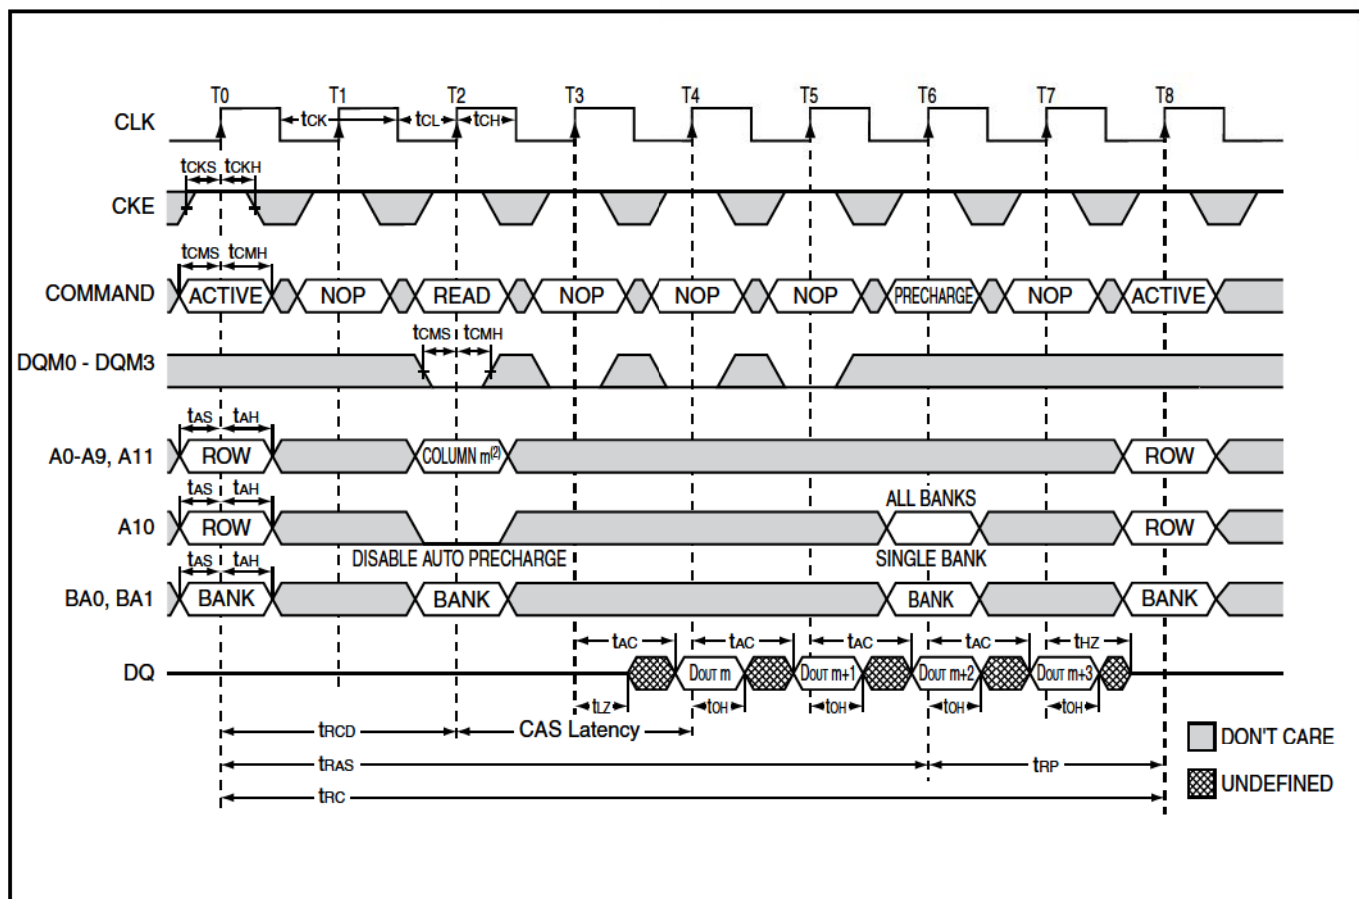 T0 T1 T2 T3 T4 T5 T6 T7 T8
CLK tCK tCL tCH
tCKS tCKH
CKE
tCMS tCMH
COMMAND ACTIVE NOP READ NOP NOP NOP PRECHARGE NOP ACTIVE
tCMS tCMH
DQM0 - DQM3
tAS tAH
A0-A9, A11 ROW COLUMN m(2) ROW
tAS tAH ALL BANKS
A10 ROW ROW
DISABLE AUTO PRECHARGE SINGLE BANK
tAS tAH
BA0, BA1 BANK BANK BANK BANK
tAC tAC tAC tAC tHZ
DQ DOUT m DOUT m+1 DOUT m+2 DOUT m+3
tLZ tOH tOH tOH tOH
tRCD CAS Latency
DON'T CARE
tRAS tRP
UNDEFINED
tRC